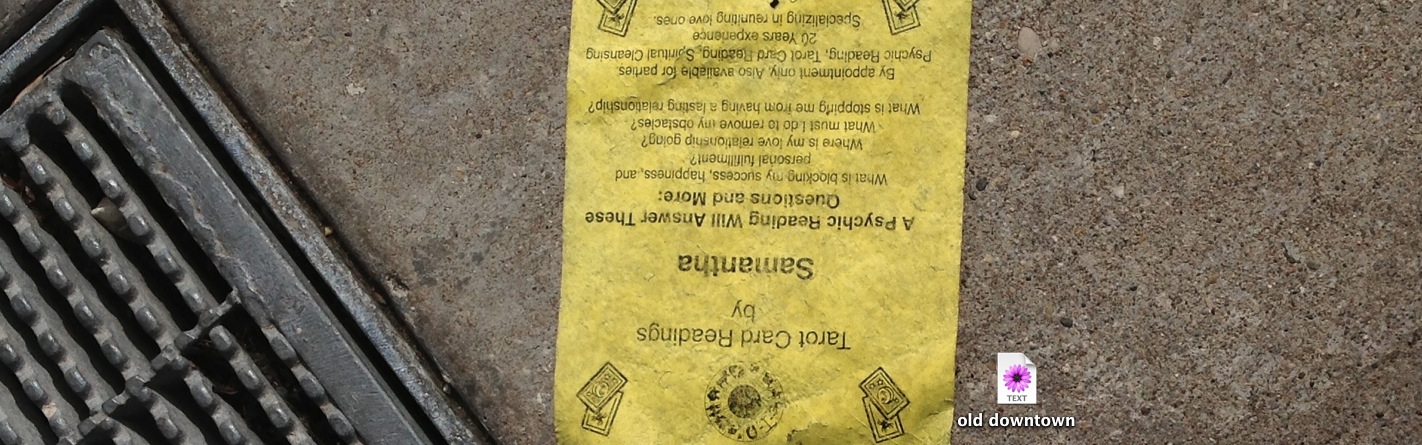 Tarot Card Readings
by
Samantha
A Psychic Reading Will Answer These
Questions and More:
What is blocking my success, happiness, and
personal fulfillment?
Where is my love relationship going?
What must I do to remove my obstacles?
What is stopping me from having a lasting relationship?
By appointment only. Also available for parties.
Psychic Reading, Tarot Card Reading, Spiritual Cleansing
20 Years experience
Specializing in reuniting love ones.
TEXT
old downtown